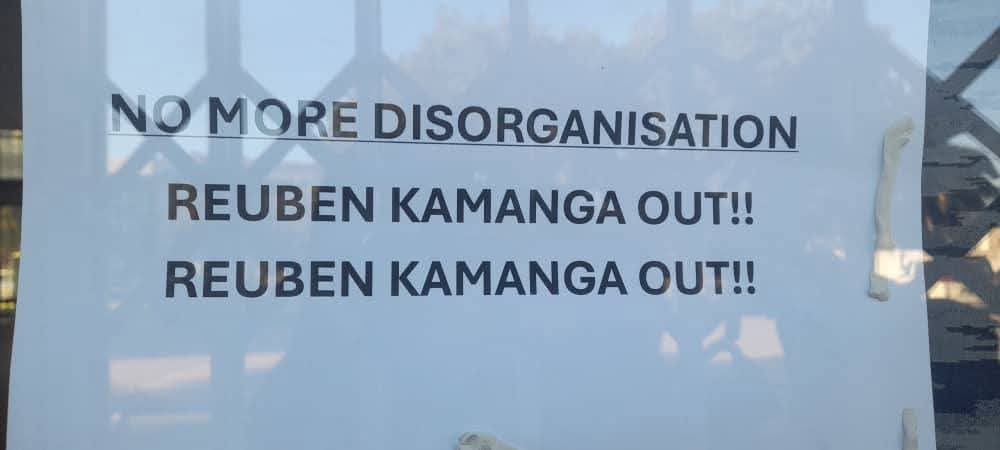 NO MORE DISORGANISATION
REUBEN KAMANGA OUT!!
REUBEN KAMANGA OUT!!